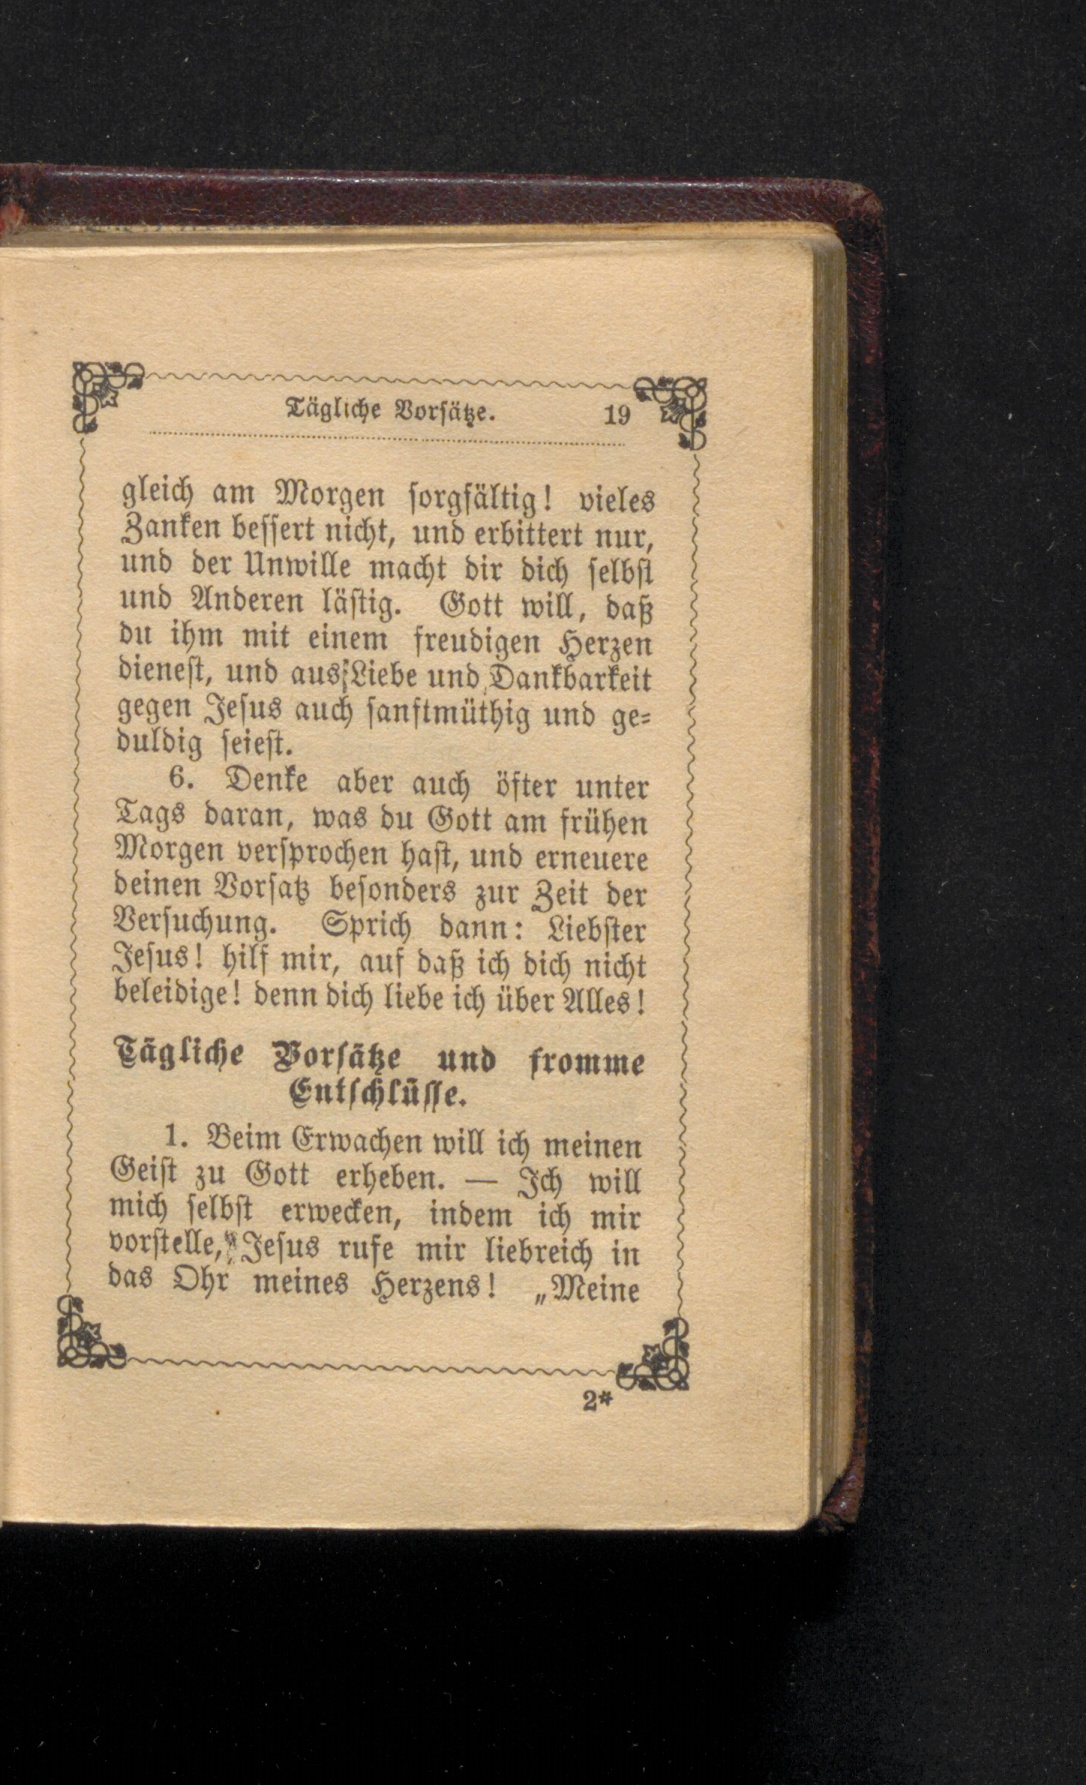 Tägliche Vorsätze. 19
gleich am Morgen sorgfältig! vieles
Zanken bessert nicht, und erbittert nur,
und der Unwille macht dir dich selbst
und Anderen lästig. Gott will, daß
du ihm mit einem freudigen Herzen
dienest, und aus Liebe und Dankbarkeit
gegen Jesus auch sanftmüthig und ge=
duldig seiest.
6. Denke aber auch öfter unter
Tags daran, was du Gott am frühen
Morgen versprochen hast, und erneuere
deinen Vorsatz besonders zur Zeit der
Versuchung. Sprich dann: Liebster
Jesus! hilf mir, auf daß ich dich nicht
beleidige! denn dich liebe ich über Alles!
Tägliche Vorsätze und fromme
Entschlüsse.
1. Beim Erwachen will ich meinen
Geist zu Gott erheben. — Ich will
mich selbst erwecken, indem ich mir
vorstelle, Jesus rufe mir liebreich in
das Ohr meines Herzens! „Meine
2*